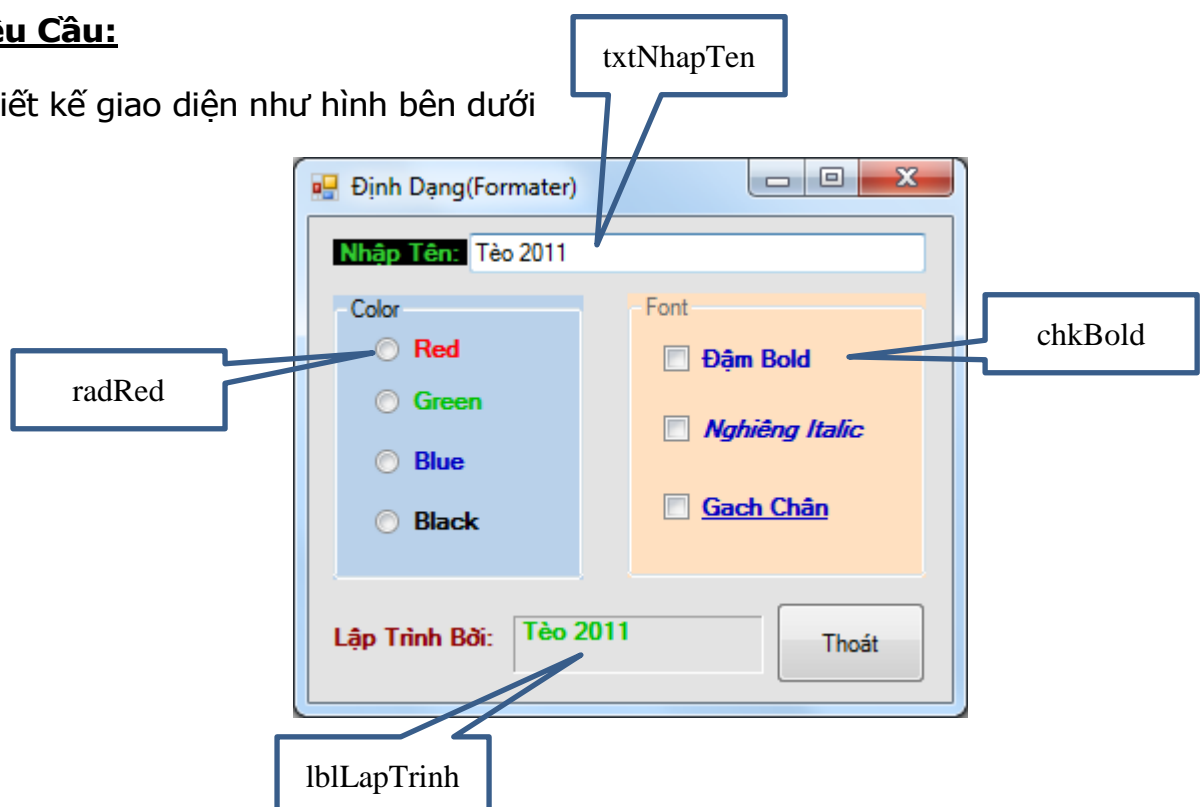 êu Cầu:
txtNhapTen
iết kế giao diện như hình bên dưới
Định Dạng(Formater)
Nhập Tên: Tèo 2011
Color
Font
Red
Đậm Bold
chkBold
radRed
Green
Nghiêng Italic
Blue
Gach Chân
Black
Lập Trình Bởi: Tèo 2011
Thoát
lblLapTrinh